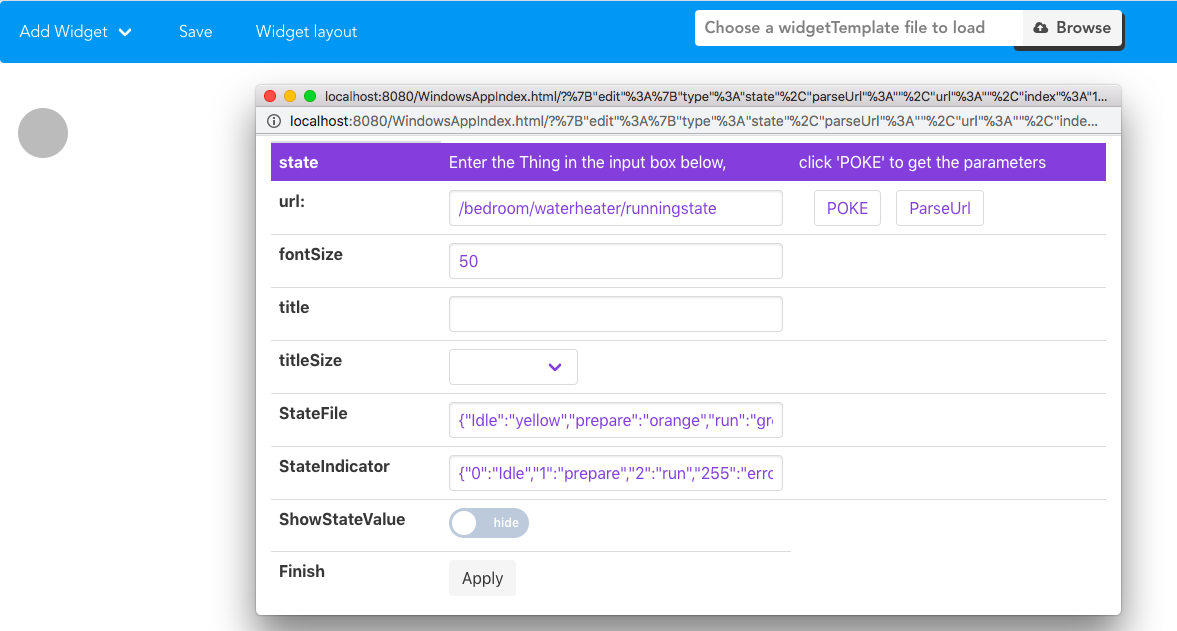 Add Widget Save Widget layout Choose a widgetTemplate file to load Browse
localhost:8080/WindowsAppIndex.html/?%7B"edit"%3A%7B"type"%3A"state"%2C"parseUrl"%3A""%2C"url"%3A""%2C"index"%3A"1...
localhost:8080/WindowsAppIndex.html/?%7B"edit"%3A%7B"type"%3A"state"%2C"parseUrl"%3A""%2C"url"%3A""%2C"inde...
state Enter the Thing in the input box below, click 'POKE' to get the parameters
url: /bedroom/waterheater/runningstate POKE ParseUrl
fontSize 50
title
titleSize
StateFile {"Idle":"yellow","prepare":"orange","run":"gr
StateIndicator {"0":"Idle","1":"prepare","2":"run","255":"erro
ShowStateValue hide
Finish Apply